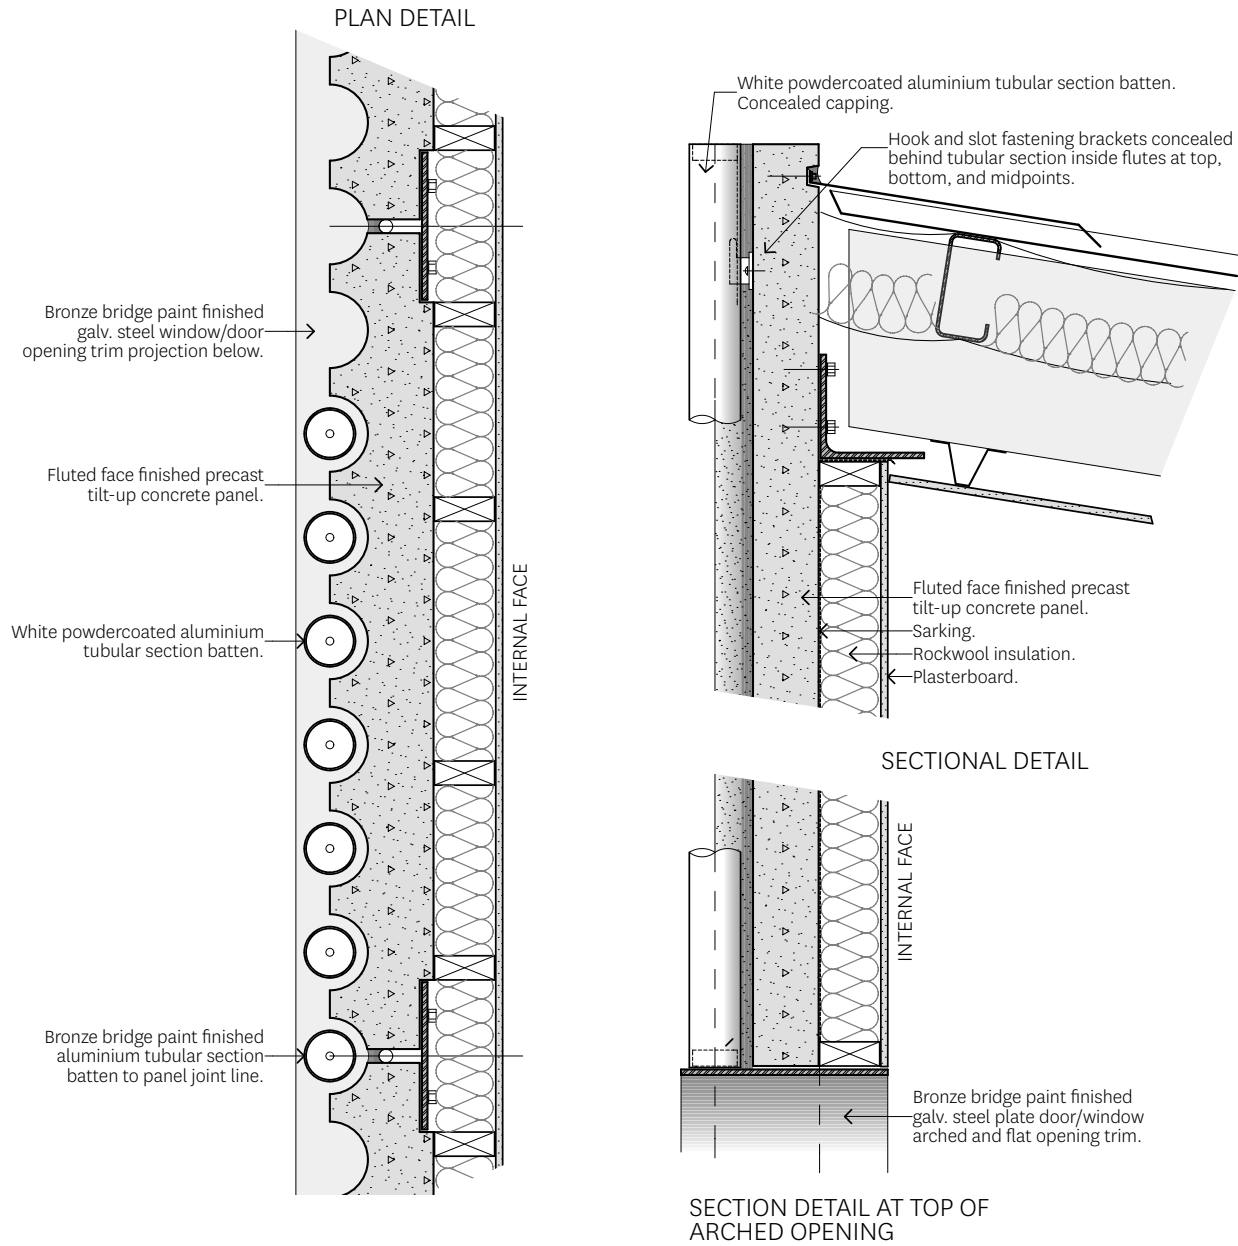 PLAN DETAIL
Bronze bridge paint finished
galv. steel window/door
opening trim projection below.
Fluted face finished precast
tilt-up concrete panel.
White powdercoated aluminium
tubular section batten.
Bronze bridge paint finished
aluminium tubular section
batten to panel joint line.
INTERNAL FACE
White powdercoated aluminium tubular section batten.
Concealed capping.
Hook and slot fastening brackets concealed
behind tubular section inside flutes at top,
bottom, and midpoints.
Fluted face finished precast
tilt-up concrete panel.
Sarking.
Rockwool insulation.
Plasterboard.
SECTIONAL DETAIL
INTERNAL FACE
Bronze bridge paint finished
galv. steel plate door/window
arched and flat opening trim.
SECTION DETAIL AT TOP OF
ARCHED OPENING